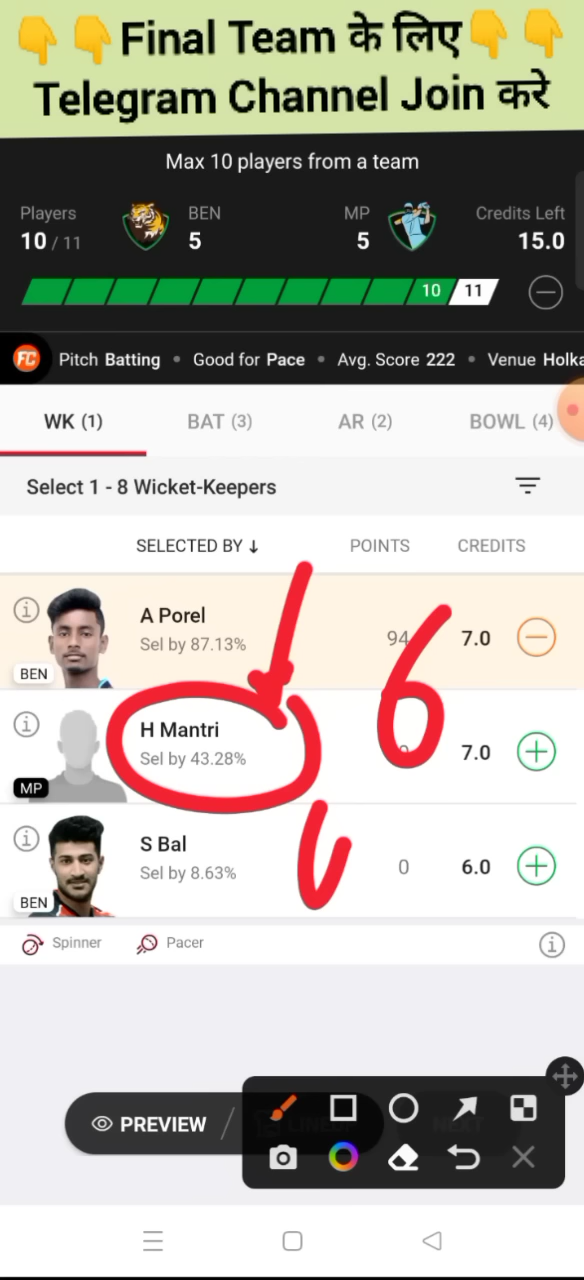 Final Team के लिए
Telegram Channel Join करे
Max 10 players from a team
Players BEN MP Credits Left
10 / 11 5 5 15.0
10 11
FC Pitch Batting • Good for Pace • Avg. Score 222 • Venue Holka
WK (1) BAT (3) AR (2) BOWL (4)
Select 1 - 8 Wicket-Keepers
SELECTED BY ↓ POINTS CREDITS
A Porel
Sel by 87.13% 94 7.0
BEN
H Mantri
Sel by 43.28% 7.0
MP
6
S Bal
Sel by 8.63% 0 6.0
BEN
Spinner Pacer
PREVIEW